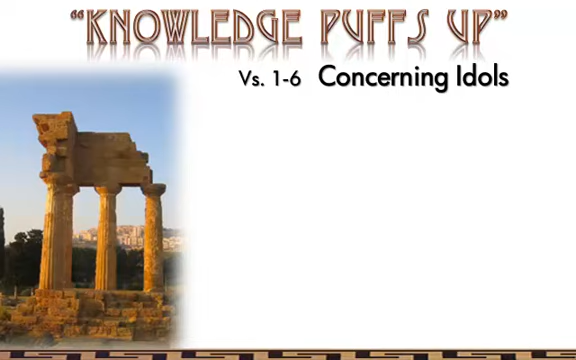 “KNOWLEDGE PUFFS UP”
Vs. 1-6 Concerning Idols